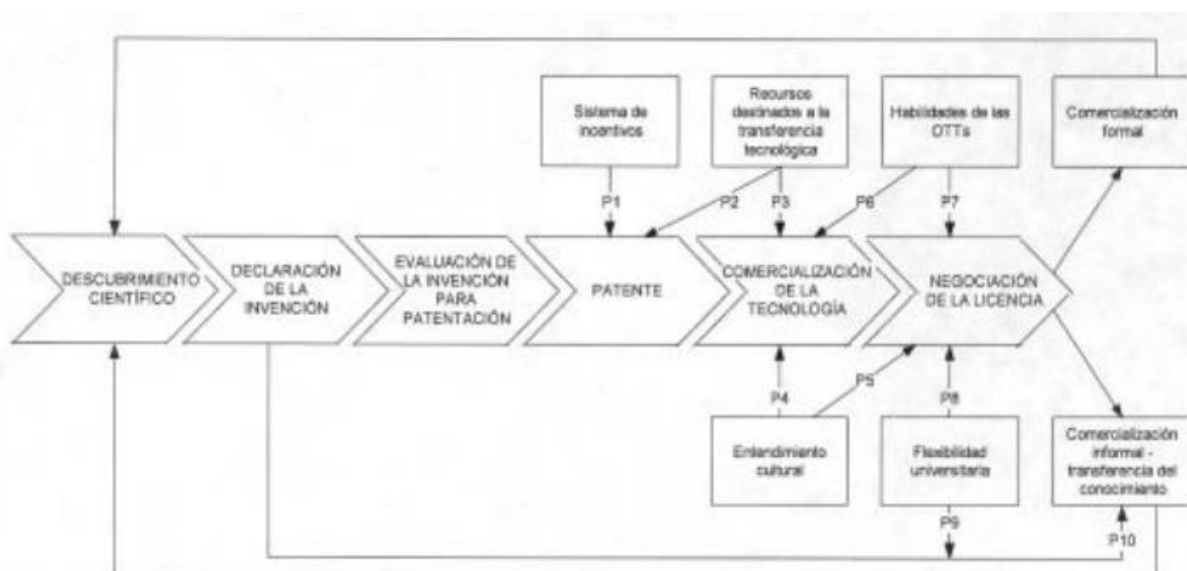 Sistema de
incentivos
Recursos
destinados a la
transferencia
tecnológica
Habilidades de las
OTTs
Comercialización
formal
P1
P2
P3
P6
P7
DESCUBRIMIENTO
CIENTÍFICO
DECLARACIÓN
DE LA
INVENCIÓN
EVALUACIÓN DE
LA INVENCIÓN
PARA
PATENTACIÓN
PATENTE
COMERCIALIZACIÓN
DE LA
TECNOLOGÍA
NEGOCIACIÓN
DE LA LICENCIA
P4
P5
P8
Entendimiento
cultural
Flexibilidad
universitaria
Comercialización
informal -
transferencia del
conocimiento
P9
P10